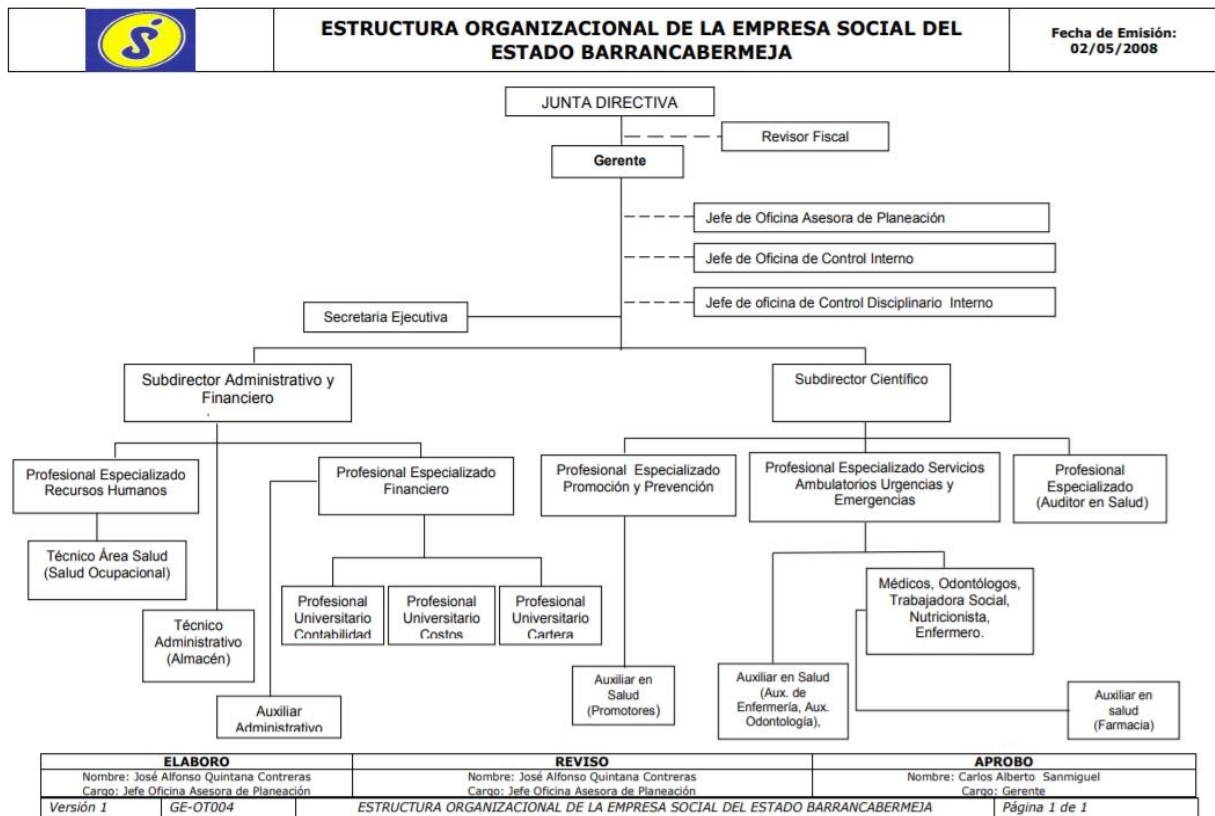 Ś
ESTRUCTURA ORGANIZACIONAL DE LA EMPRESA SOCIAL DEL
ESTADO BARRANCABERMEJA
Fecha de Emisión:
02/05/2008
JUNTA DIRECTIVA
Revisor Fiscal
Gerente
Jefe de Oficina Asesora de Planeación
Jefe de Oficina de Control Interno
Jefe de oficina de Control Disciplinario Interno
Secretaria Ejecutiva
Subdirector Administrativo y
Financiero
.
Subdirector Científico
Profesional Especializado
Recursos Humanos
Profesional Especializado
Financiero
Profesional Especializado
Promoción y Prevención
Profesional Especializado Servicios
Ambulatorios Urgencias y
Emergencias
Profesional
Especializado
(Auditor en Salud)
Técnico Área Salud
(Salud Ocupacional)
Técnico
Administrativo
(Almacén)
Profesional
Universitario
Contabilidad
Profesional
Universitario
Costos
Profesional
Universitario
Cartera
Médicos, Odontólogos,
Trabajadora Social,
Nutricionista,
Enfermero.
Auxiliar
Administrativo
Auxiliar en
Salud
(Promotores)
Auxiliar en Salud
(Aux. de
Enfermería, Aux.
Odontología),
Auxiliar en
salud
(Farmacia)
ELABORO
Nombre: José Alfonso Quintana Contreras
Cargo: Jefe Oficina Asesora de Planeación
REVISO
Nombre: José Alfonso Quintana Contreras
Cargo: Jefe Oficina Asesora de Planeación
APROBO
Nombre: Carlos Alberto Sanmiguel
Cargo: Gerente
Versión 1 GE-OT004 ESTRUCTURA ORGANIZACIONAL DE LA EMPRESA SOCIAL DEL ESTADO BARRANCABERMEJA Página 1 de 1